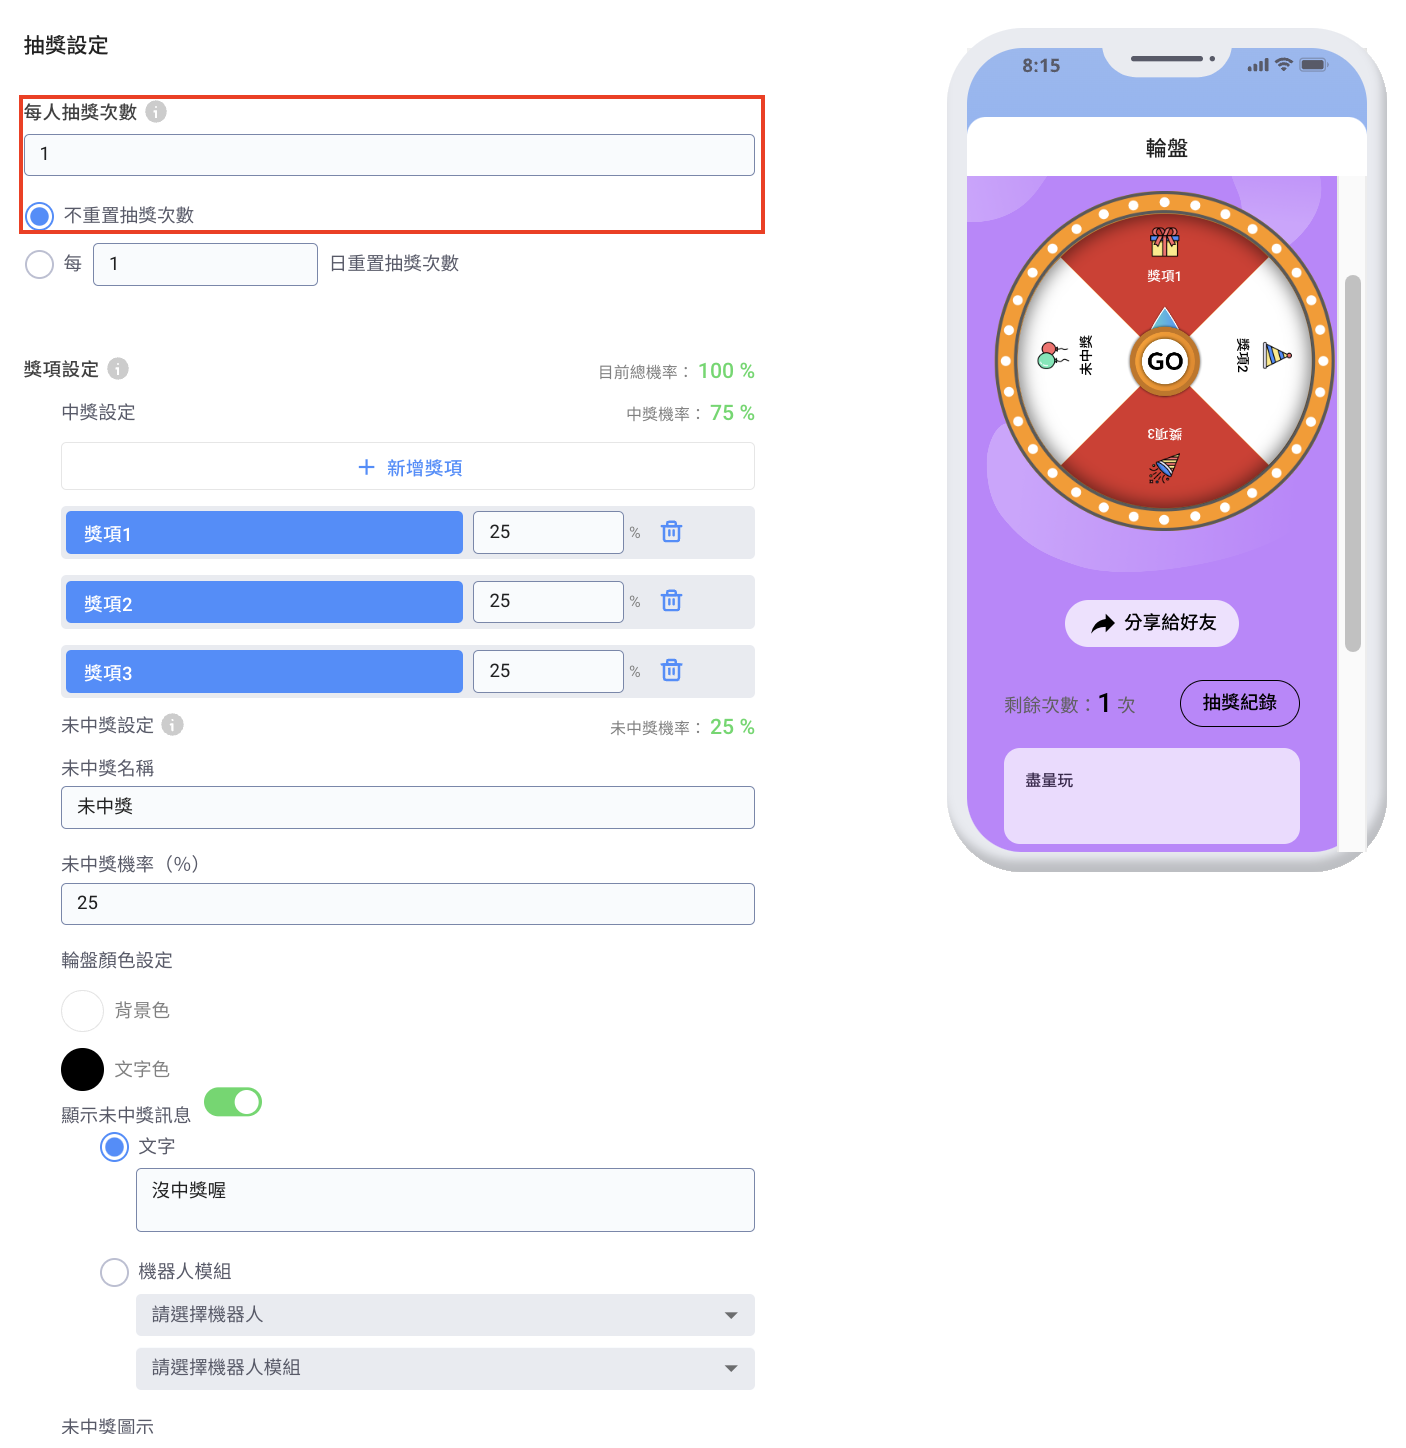 抽獎設定
每人抽獎次數
1
不重置抽獎次數
每 1 日重置抽獎次數
獎項設定
目前總機率： 100 %
中獎設定
中獎機率： 75 %
+ 新增獎項
獎項1 25 %
獎項2 25 %
獎項3 25 %
未中獎設定
未中獎機率： 25 %
未中獎名稱
未中獎
未中獎機率（%）
25
輪盤顏色設定
背景色
文字色
顯示未中獎訊息
文字
沒中獎喔
機器人模組
請選擇機器人
請選擇機器人模組
未中獎圖示
8:15
輪盤
獎項1
未中獎
GO
獎項2
獎項3
分享給好友
剩餘次數：1 次
抽獎紀錄
盡量玩